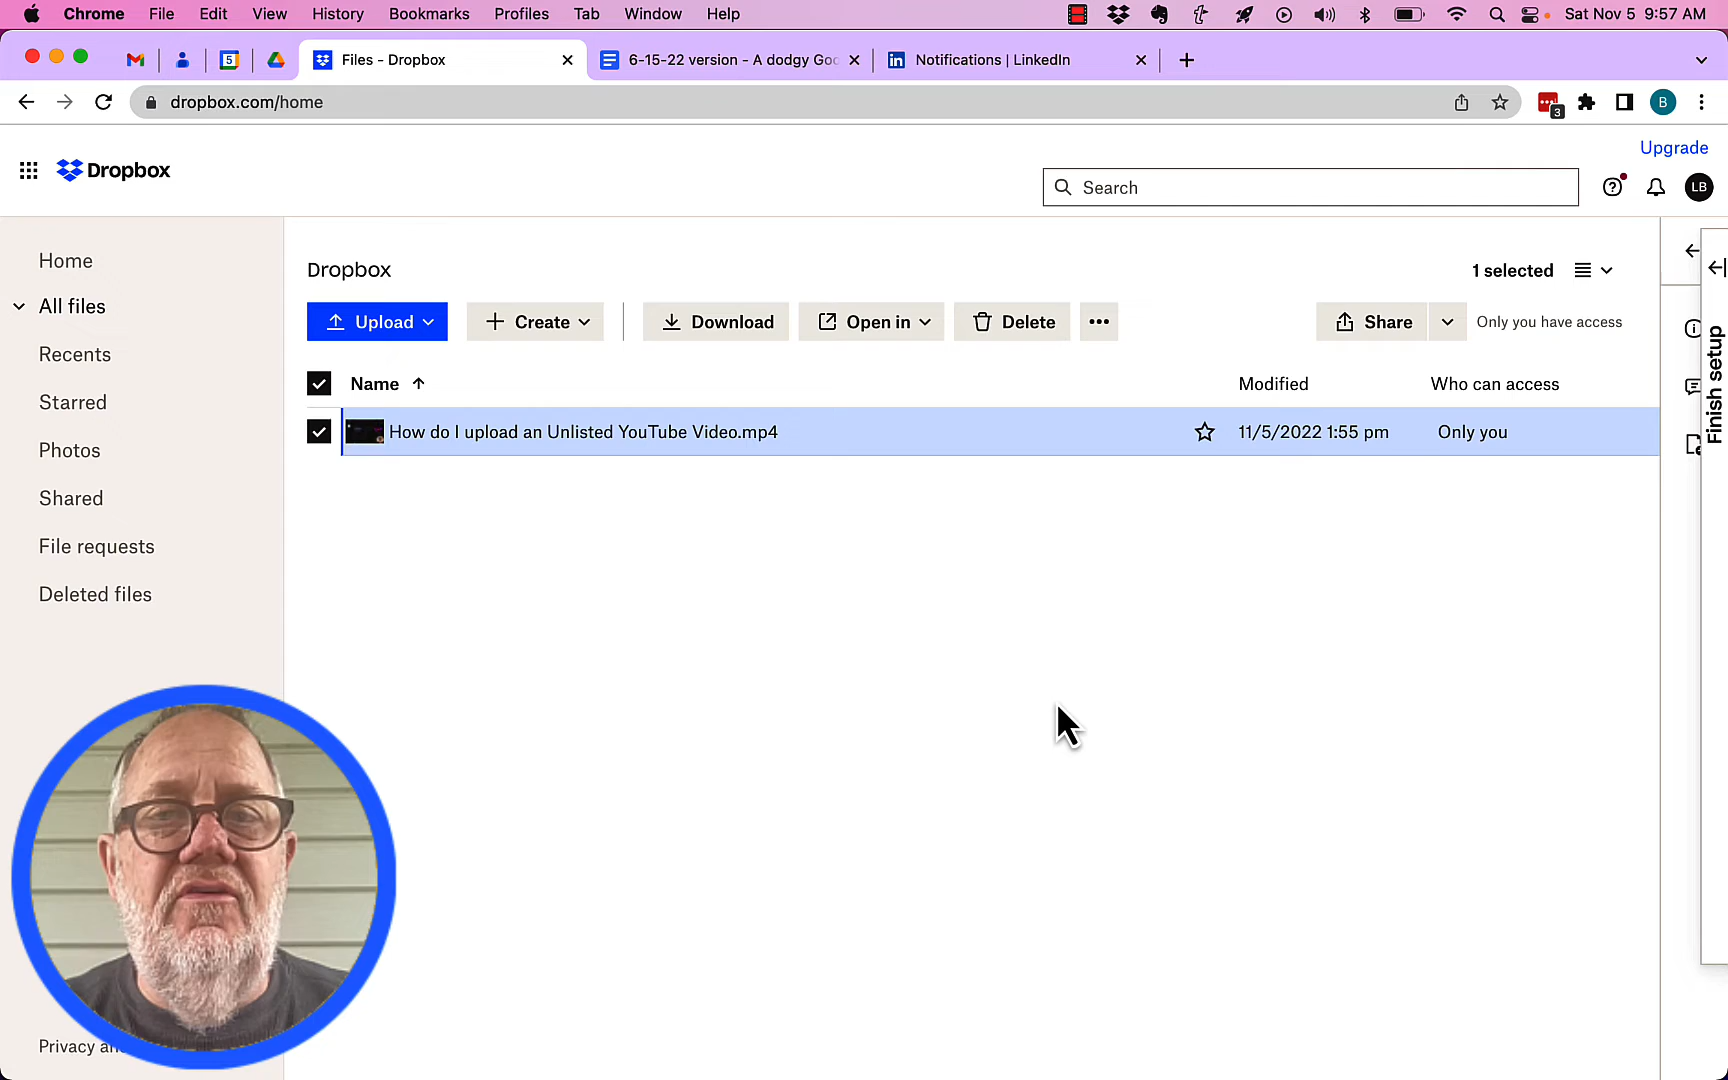 Chrome File Edit View History Bookmarks Profiles Tab Window Help Sat Nov 5 9:57 AM
5 Files - Dropbox 6-15-22 version - A dodgy Goo Notifications | LinkedIn
dropbox.com/home 3 B
Upgrade
Dropbox Search LB
Home
Dropbox 1 selected
All files
Upload Create Download Open in Delete Share Only you have access
Recents
Name Modified Who can access
Starred
How do I upload an Unlisted YouTube Video.mp4 11/5/2022 1:55 pm Only you
Finish setup
Photos
Shared
File requests
Deleted files
Privacy an